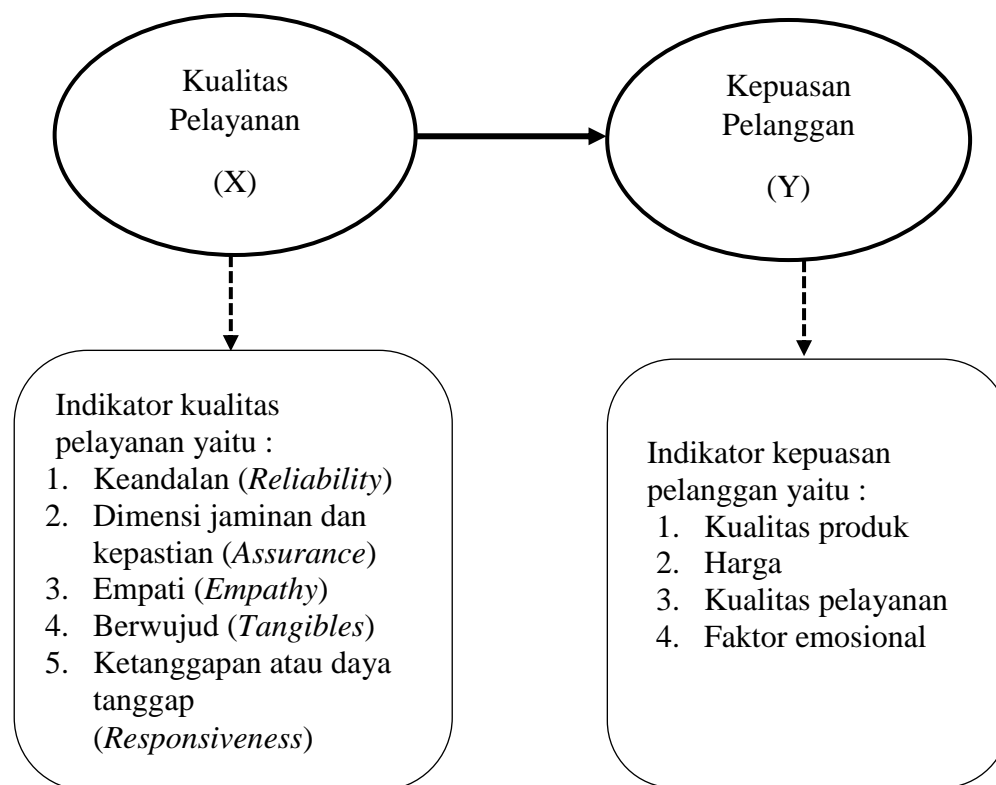 Kualitas
Pelayanan
(X)
Kepuasan
Pelanggan
(Y)
Indikator kualitas
pelayanan yaitu :
1. Keandalan (Reliability)
2. Dimensi jaminan dan
kepastian (Assurance)
3. Empati (Empathy)
4. Berwujud (Tangibles)
5. Ketanggapan atau daya
tanggap
(Responsiveness)
Indikator kepuasan
pelanggan yaitu :
1. Kualitas produk
2. Harga
3. Kualitas pelayanan
4. Faktor emosional